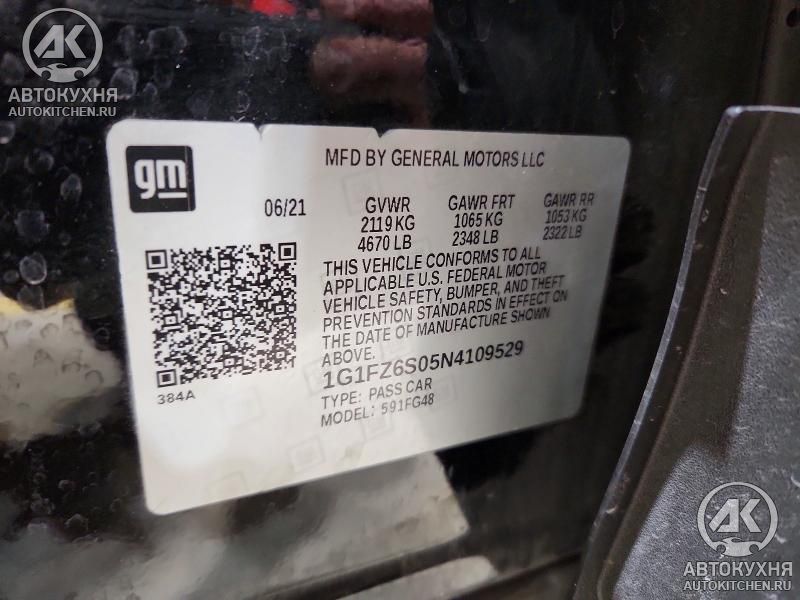 AK
АВТОКУХНЯ
AUTOKITCHEN.RU
gm
MFD BY GENERAL MOTORS LLC
06/21 GVWR GAWR FRT GAWR RR
2119 KG 1065 KG 1053 KG
4670 LB 2348 LB 2322 LB
THIS VEHICLE CONFORMS TO ALL
APPLICABLE U.S. FEDERAL MOTOR
VEHICLE SAFETY, BUMPER, AND THEFT
PREVENTION STANDARDS IN EFFECT ON
THE DATE OF MANUFACTURE SHOWN
ABOVE.
1G1FZ6S05N4109529
TYPE: PASS CAR
MODEL: 591FG48
384A
AK
АВТОКУХНЯ
AUTOKITCHEN.RU